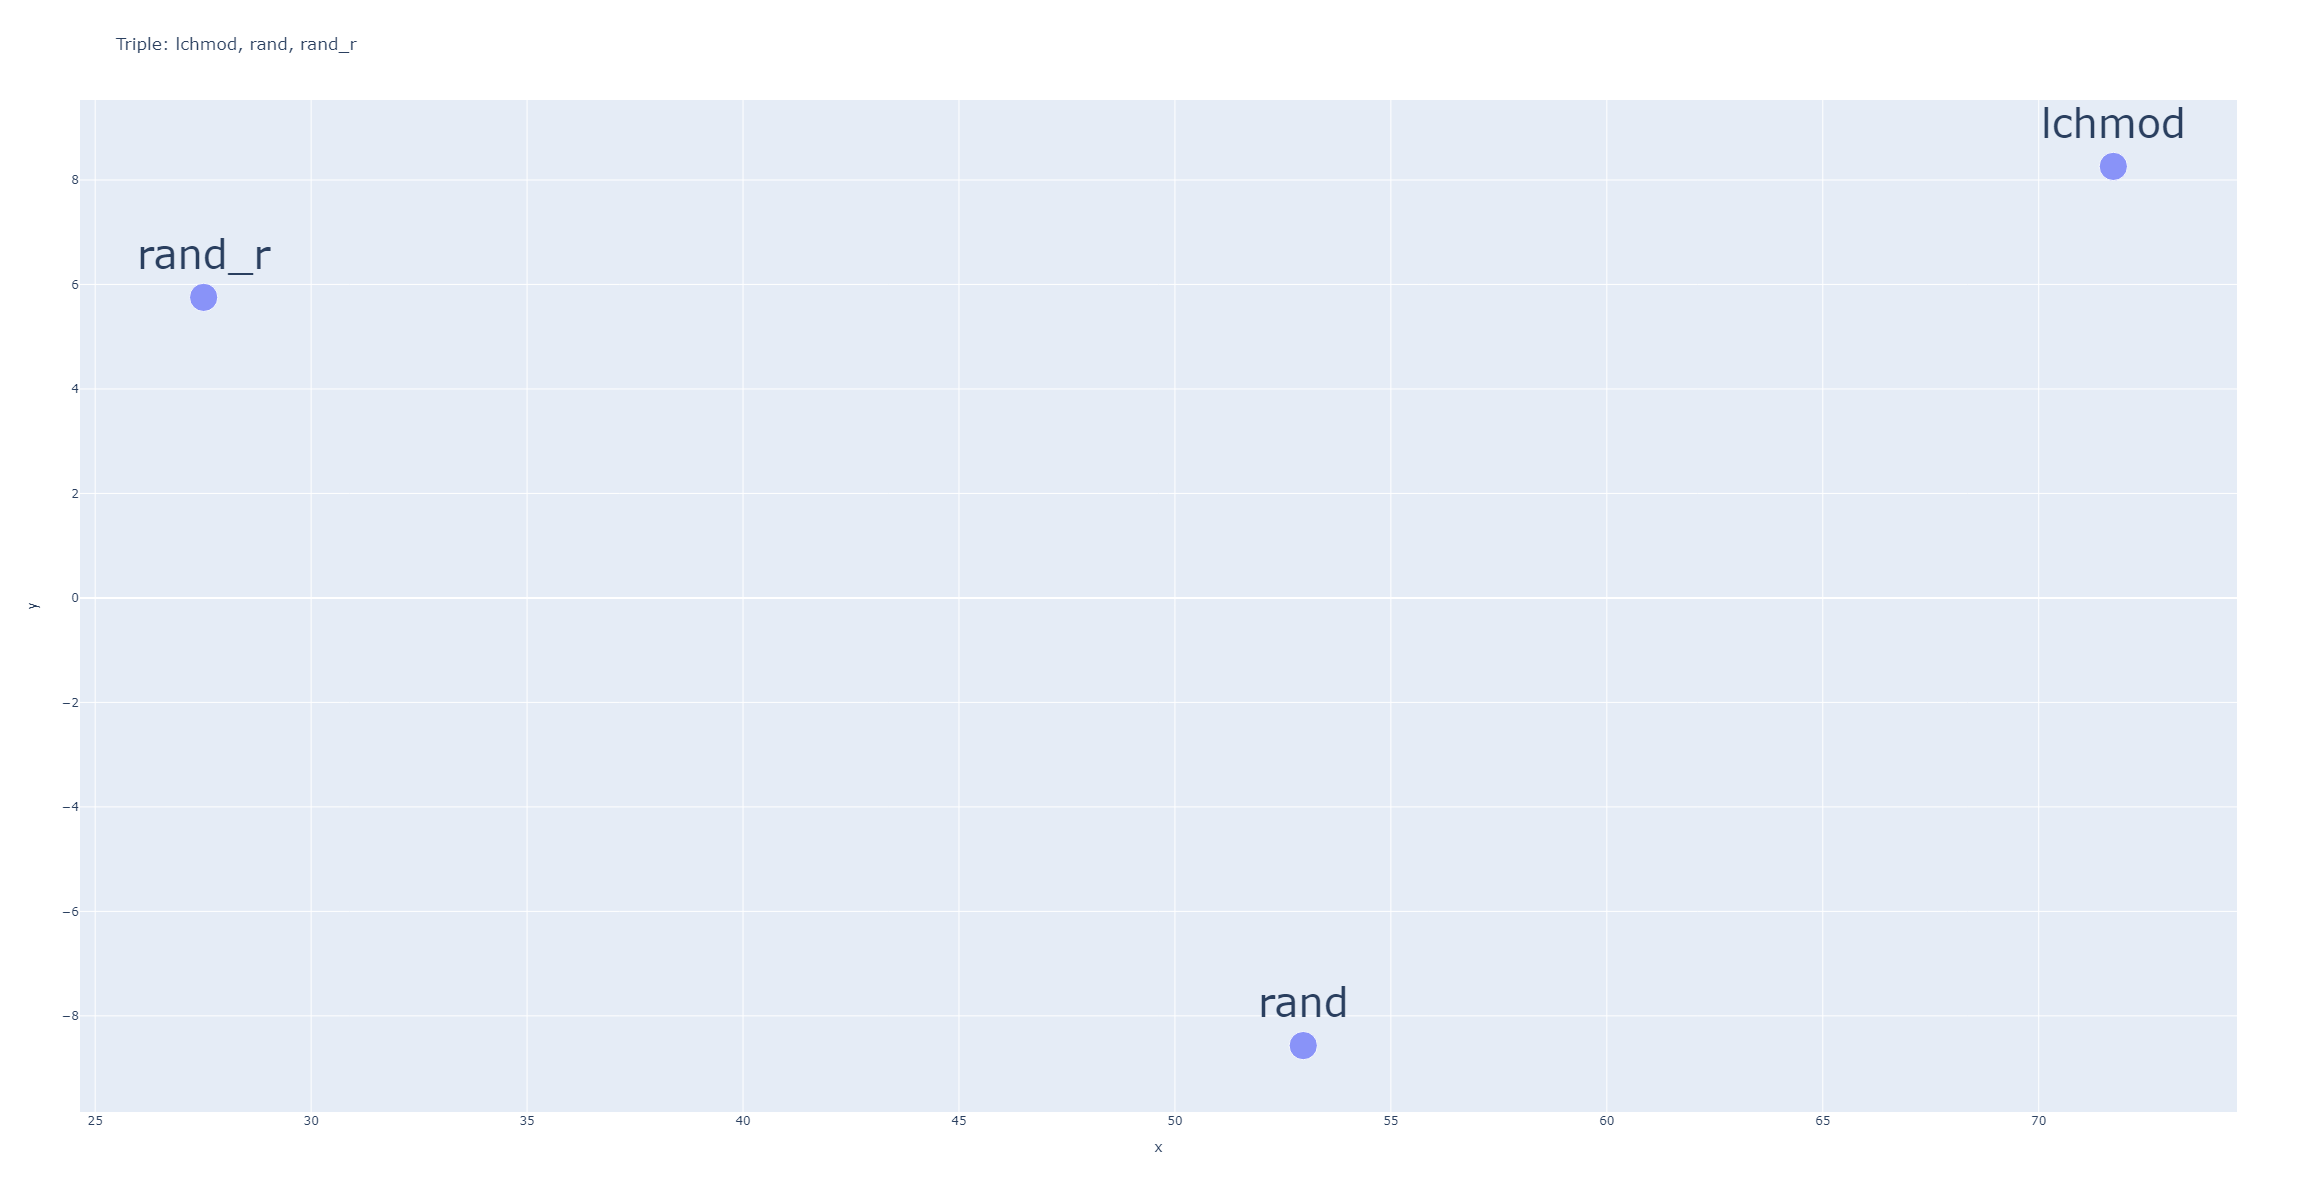 Triple: lchmod, rand, rand_r
lchmod
rand_r
rand
8
6
4
2
0
−2
−4
−6
−8
y
25 30 35 40 45 50 55 60 65 70
x